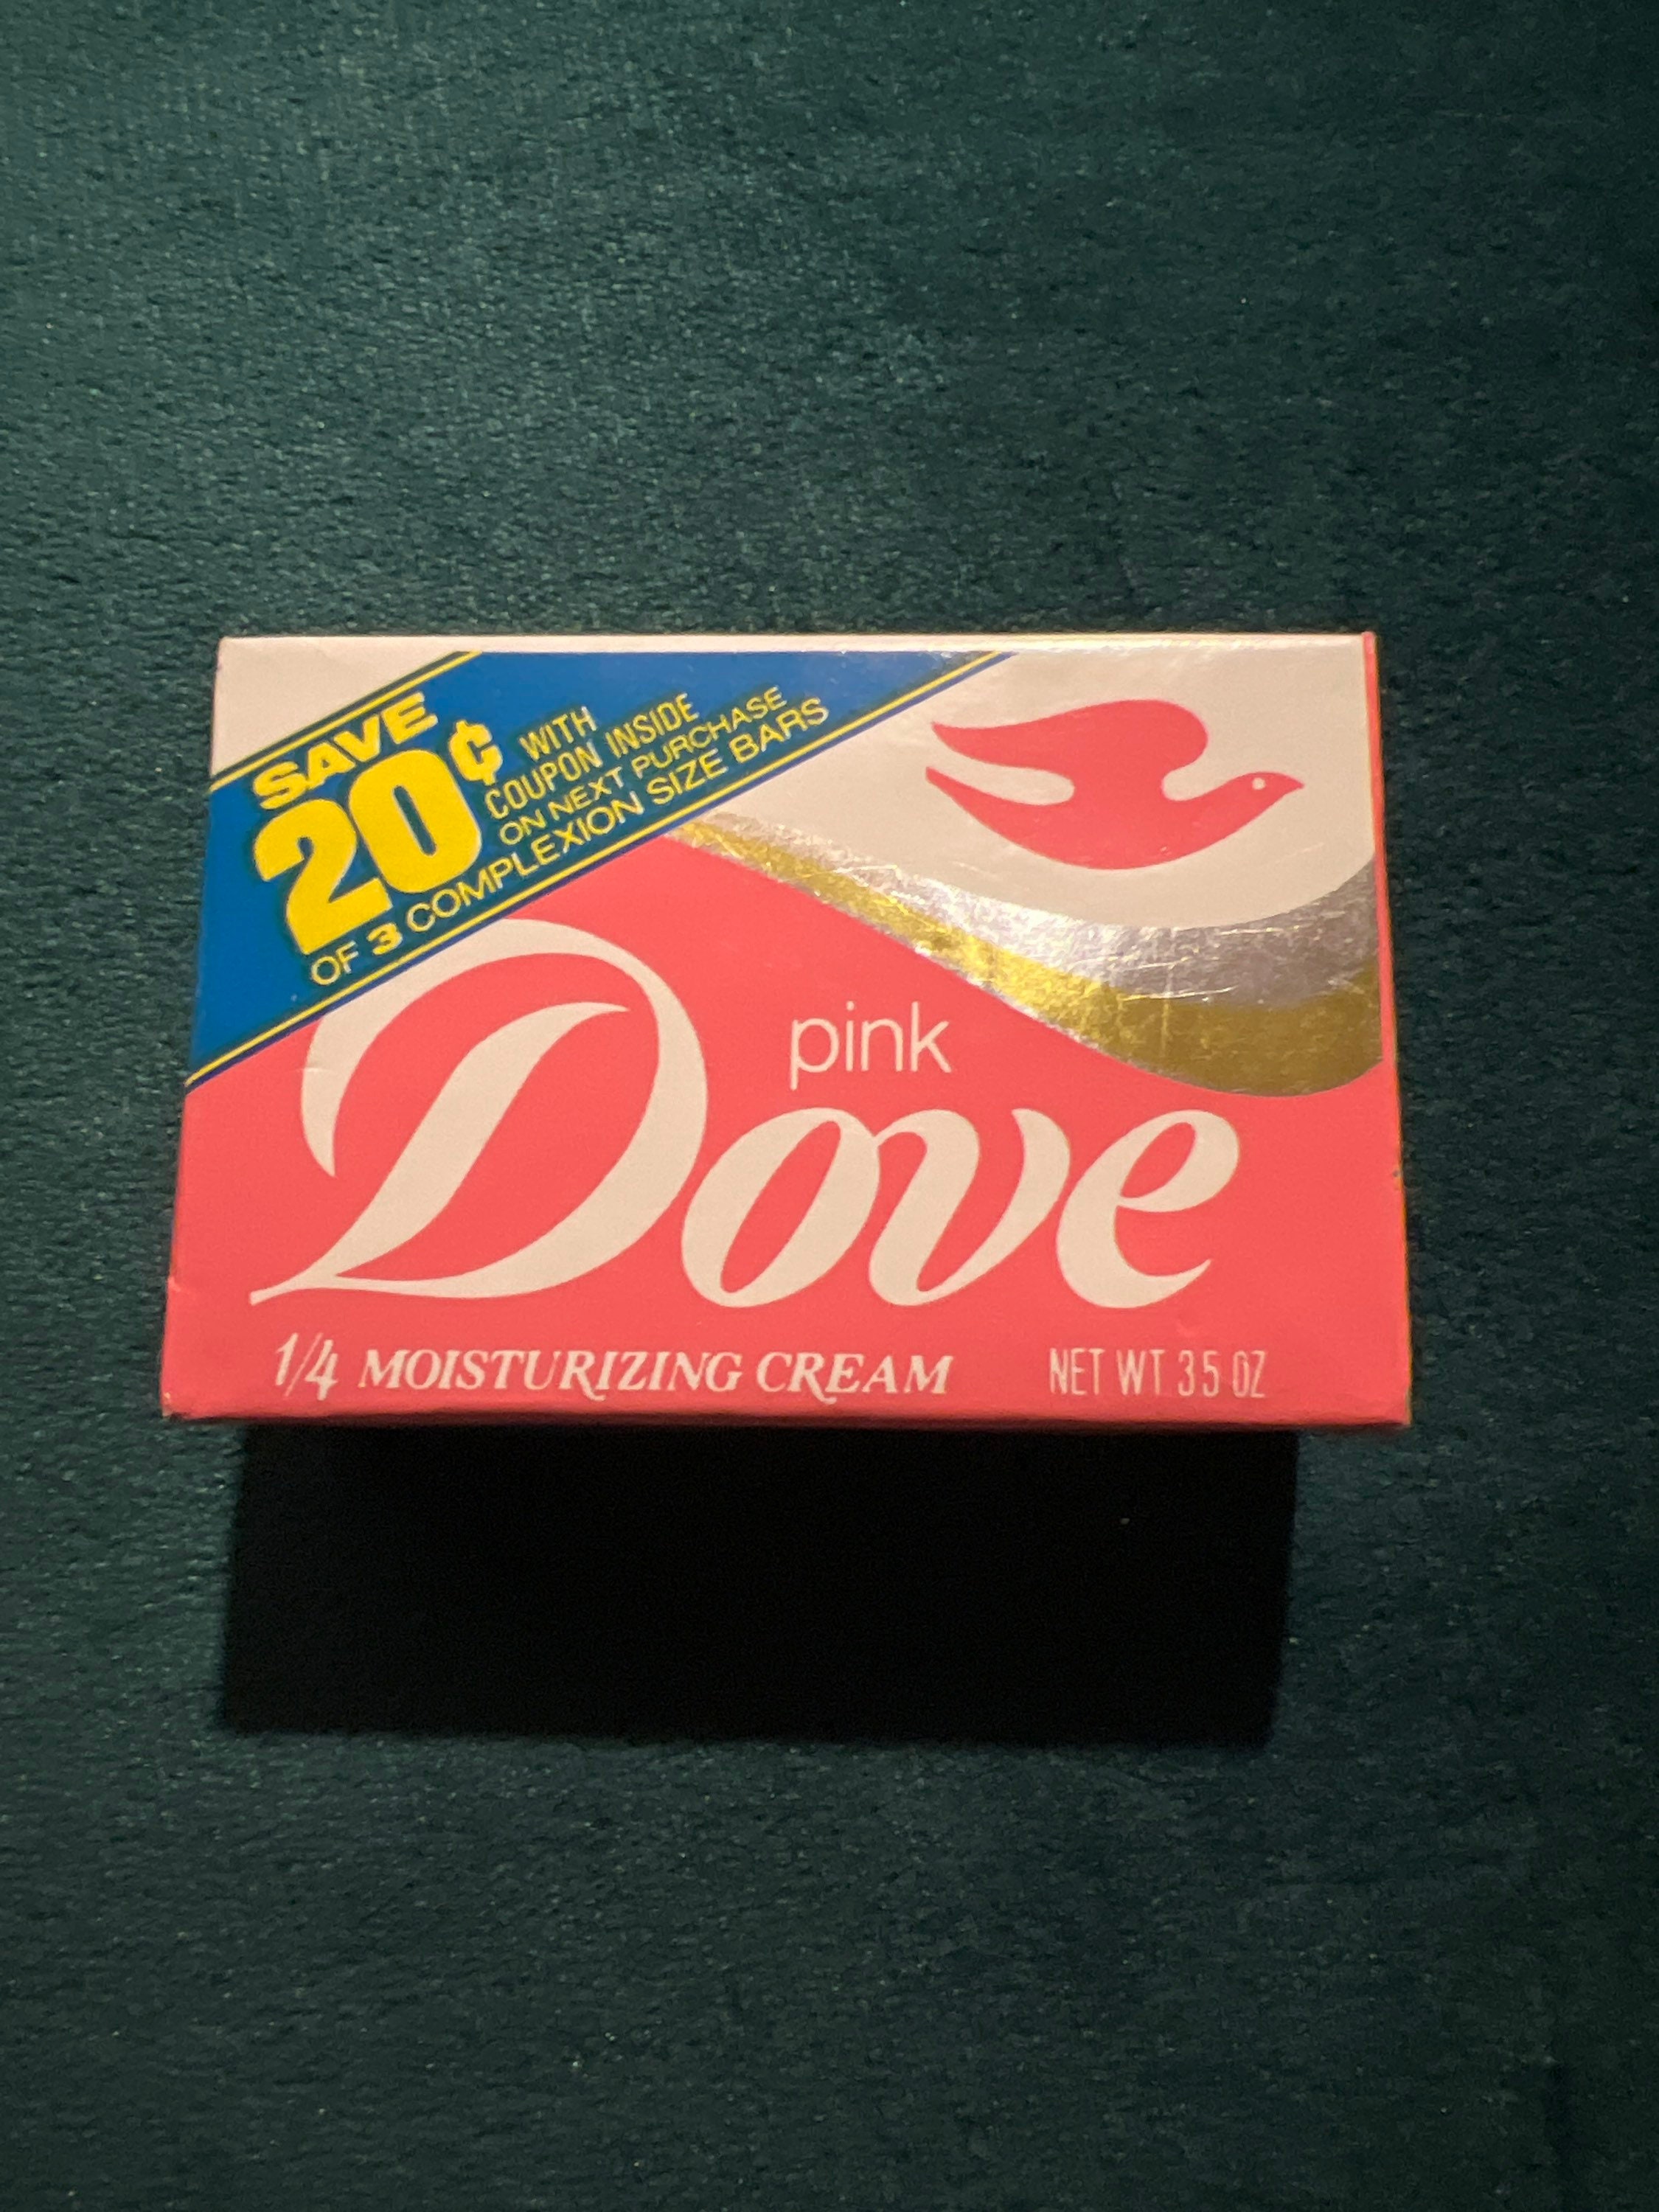 SAVE
20¢ WITH
COUPON INSIDE
ON NEXT PURCHASE
OF 3 COMPLEXION SIZE BARS
pink
Dove
1/4 MOISTURIZING CREAM
NET WT 3.5 OZ